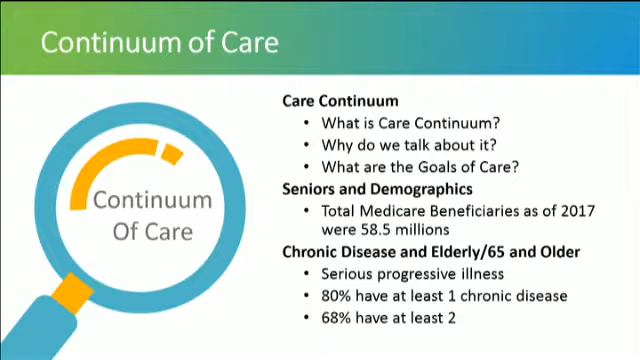 Continuum of Care
Continuum
Of Care
Care Continuum
• What is Care Continuum?
• Why do we talk about it?
• What are the Goals of Care?
Seniors and Demographics
• Total Medicare Beneficiaries as of 2017
were 58.5 millions
Chronic Disease and Elderly/65 and Older
• Serious progressive illness
• 80% have at least 1 chronic disease
• 68% have at least 2